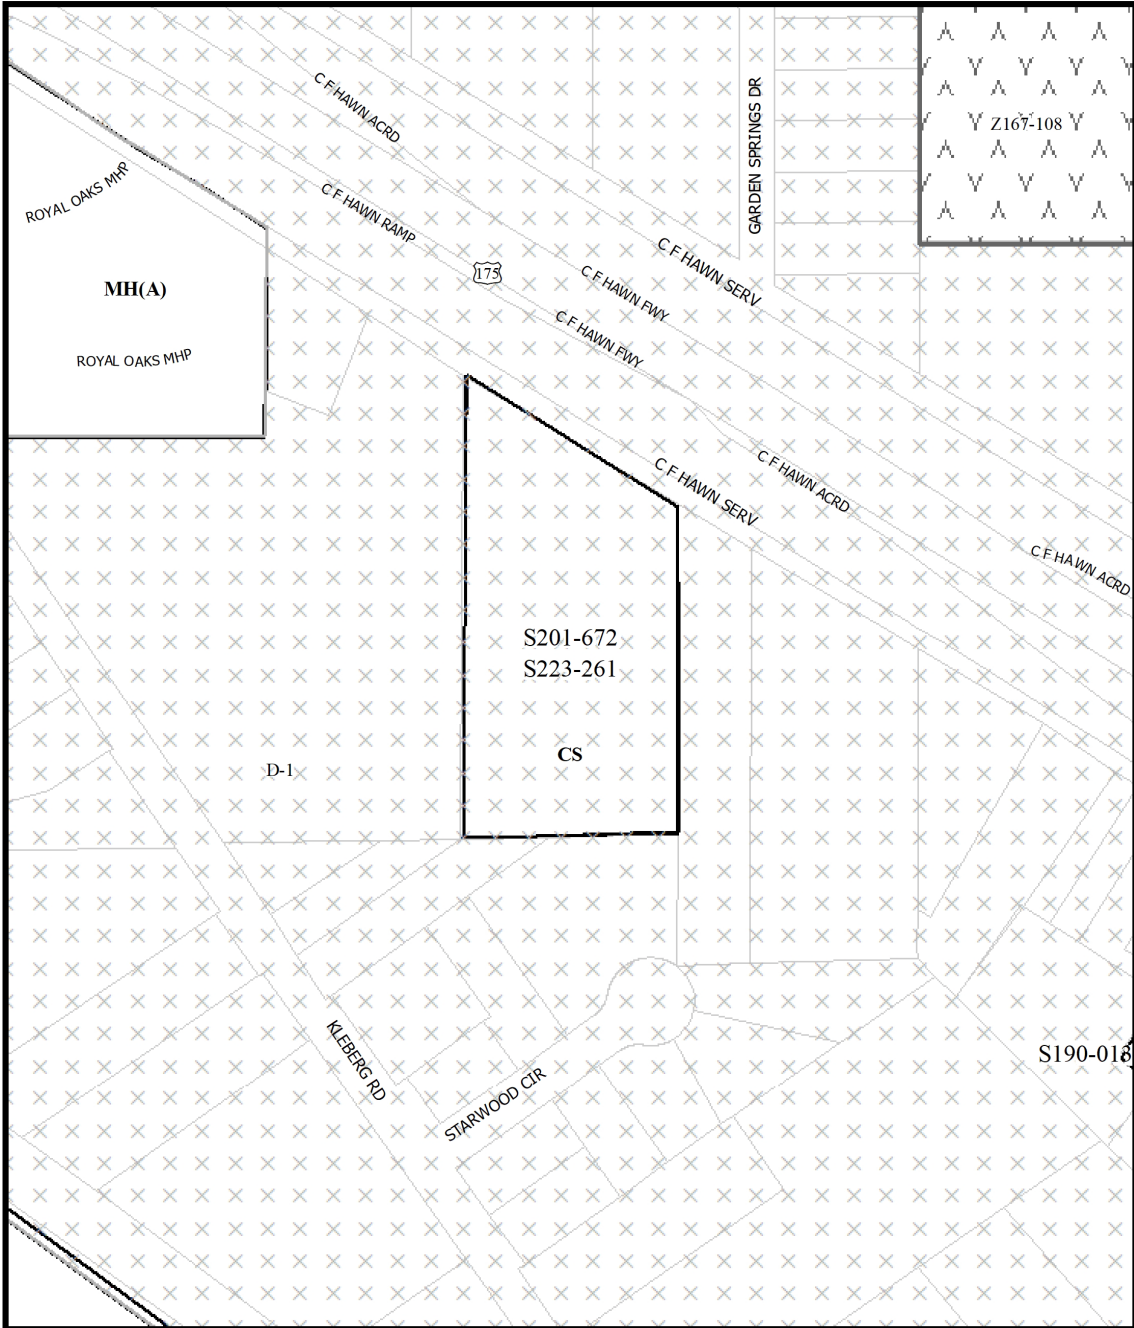 C F HAWN ACRD
GARDEN SPRINGS DR
Z167-108
ROYAL OAKS MHP
C F HAWN RAMP
C F HAWN SERV
175
C F HAWN FWY
MH(A)
C F HAWN FWY
ROYAL OAKS MHP
C F HAWN SERV
C F HAWN ACRD
C F HAWN ACRD
S201-672
S223-261
CS
D-1
KLEBERG RD
S190-018
STARWOOD CIR